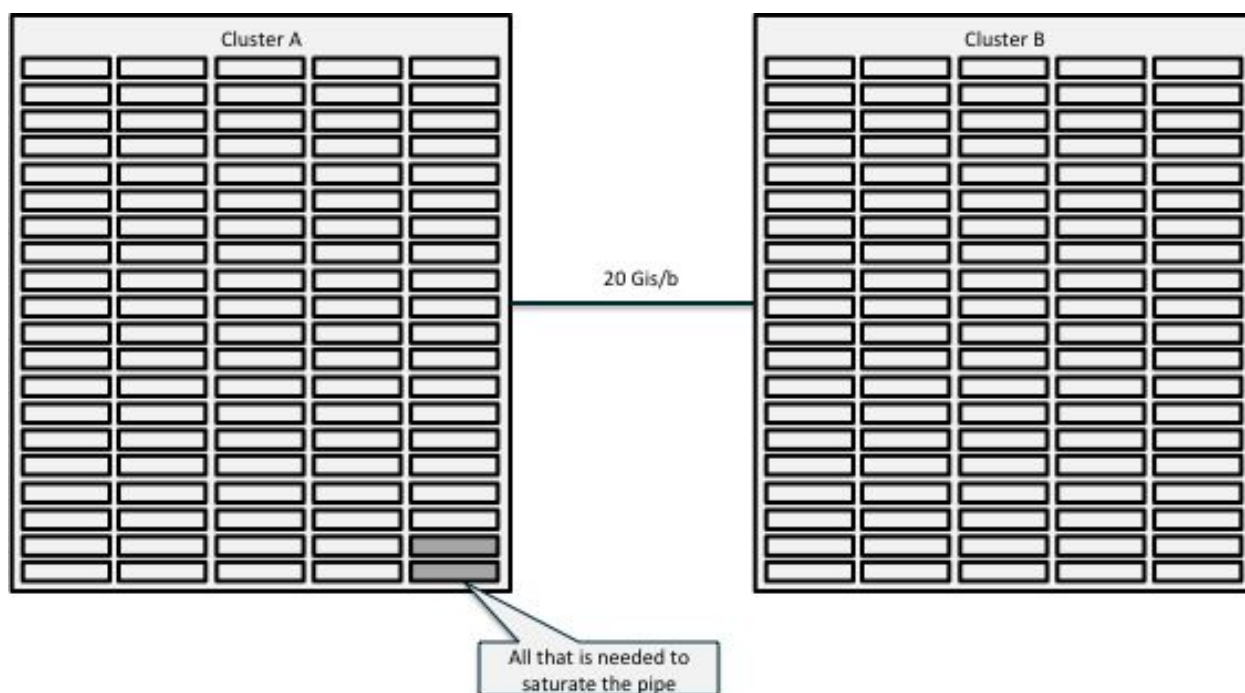 Cluster A
Cluster B
20 Gis/b
All that is needed to
saturate the pipe